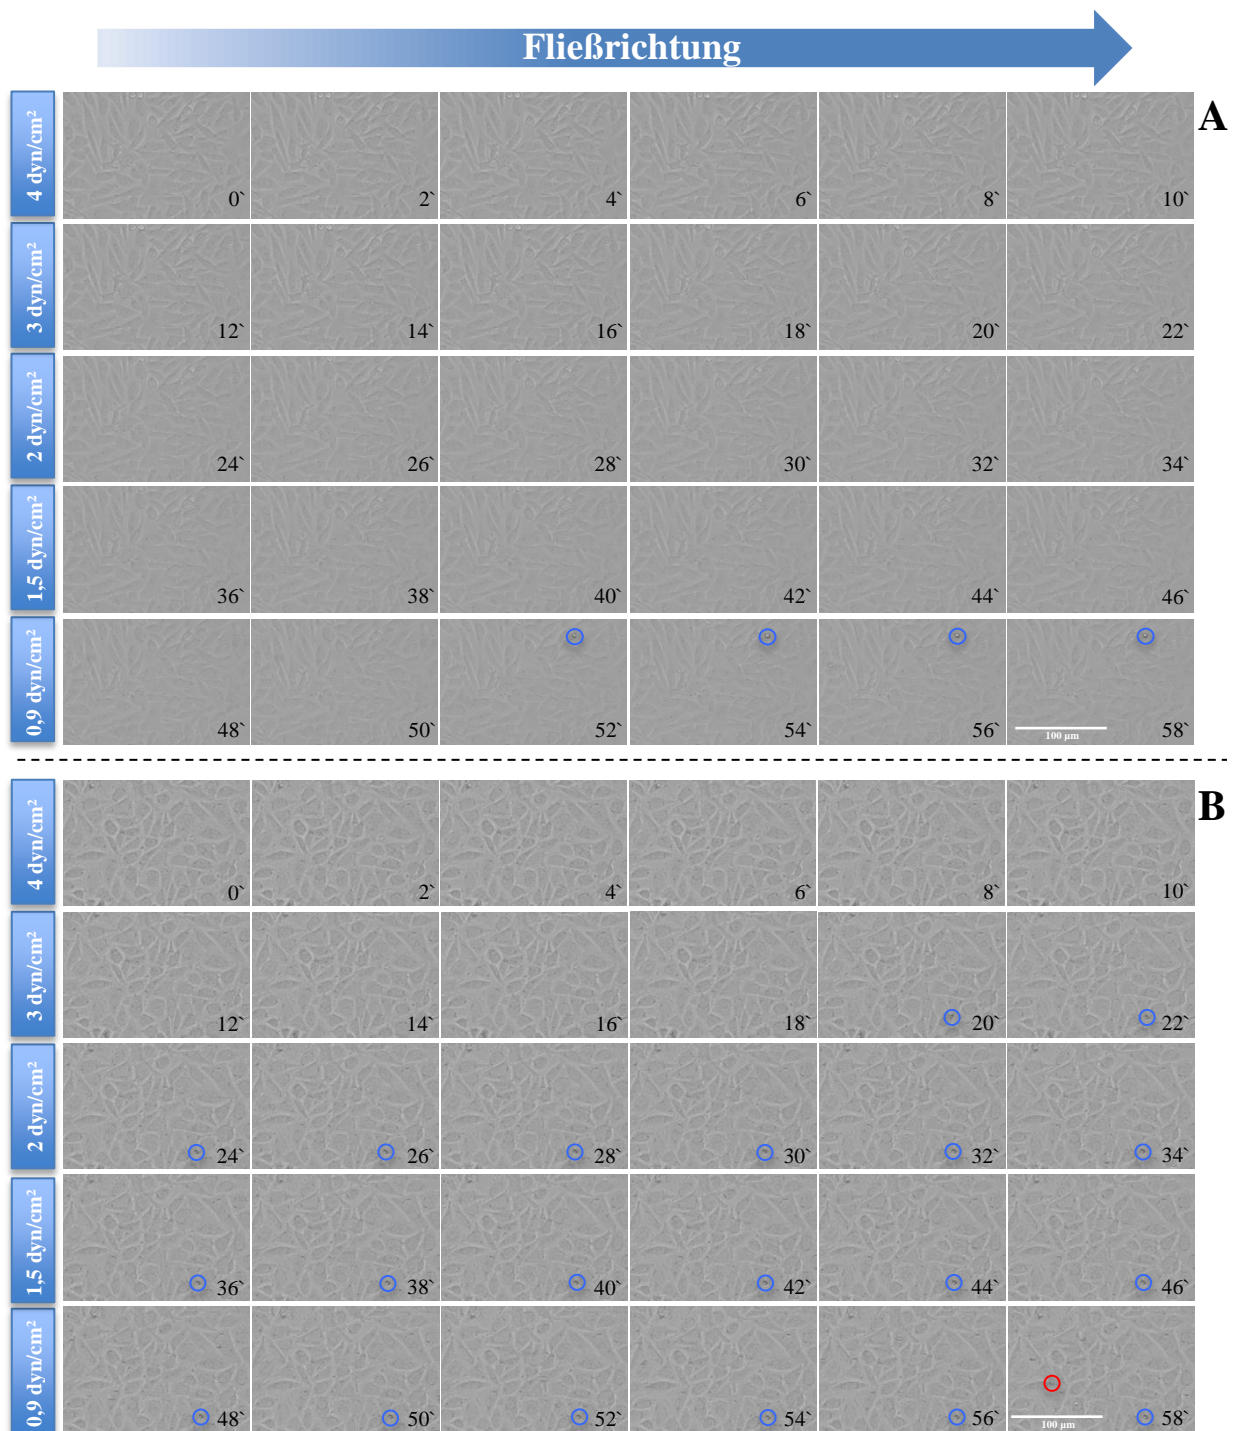 Fließrichtung
A
4 dyn/cm²
0` 2` 4` 6` 8` 10`
3 dyn/cm²
12` 14` 16` 18` 20` 22`
2 dyn/cm²
24` 26` 28` 30` 32` 34`
1,5 dyn/cm²
36` 38` 40` 42` 44` 46`
0,9 dyn/cm²
48` 50` 52` 54` 56` 58`
100 µm
B
4 dyn/cm²
0` 2` 4` 6` 8` 10`
3 dyn/cm²
12` 14` 16` 18` 20` 22`
2 dyn/cm²
24` 26` 28` 30` 32` 34`
1,5 dyn/cm²
36` 38` 40` 42` 44` 46`
0,9 dyn/cm²
48` 50` 52` 54` 56` 58`
100 µm